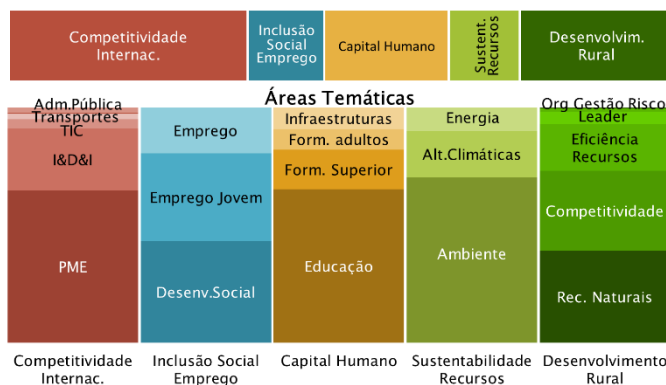 Competitividade
Internac.
Inclusão
Social
Emprego
Capital Humano
Sustent.
Recursos
Desenvolvim.
Rural
Áreas Temáticas
Adm.Pública
Transportes
TIC
I&D&I
PME
Emprego
Emprego Jovem
Desenv.Social
Infraestruturas
Form. adultos
Form. Superior
Educação
Energia
Alt.Climáticas
Ambiente
Org Gestão Risco
Leader
Eficiência
Recursos
Competitividade
Rec. Naturais
Competitividade
Internac.
Inclusão Social
Emprego
Capital Humano
Sustentabilidade
Recursos
Desenvolvimento
Rural